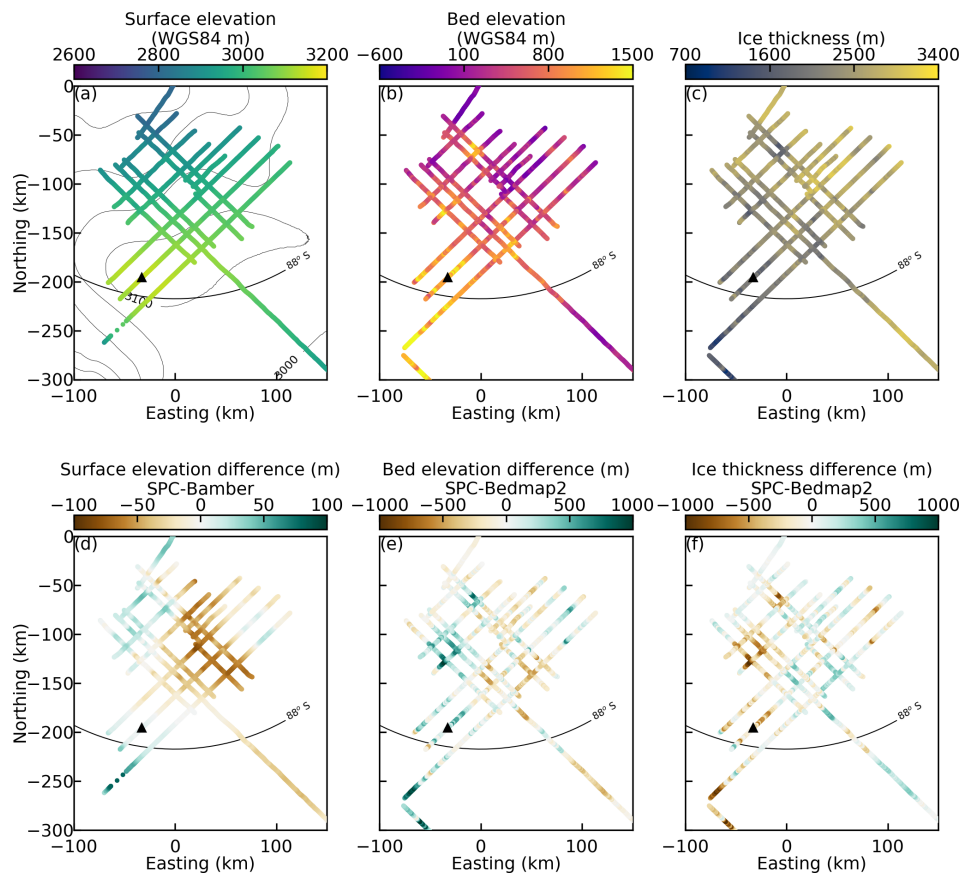 Surface elevation
(WGS84 m)
2600 2800 3000 3200
Bed elevation
(WGS84 m)
−600 100 800 1500
Ice thickness (m)
700 1600 2500 3400
(a)
(b)
(c)
0
−50
−100
−150
−200
−250
−300
Northing (km)
88° S
3100
3000
88° S
88° S
−100 0 100
Easting (km)
−100 0 100
Easting (km)
−100 0 100
Easting (km)
Surface elevation difference (m)
SPC-Bamber
−100 −50 0 50 100
Bed elevation difference (m)
SPC-Bedmap2
−1000 −500 0 500 1000
Ice thickness difference (m)
SPC-Bedmap2
−1000 −500 0 500 1000
(d)
(e)
(f)
0
−50
−100
−150
−200
−250
−300
Northing (km)
88° S
88° S
88° S
−100 0 100
Easting (km)
−100 0 100
Easting (km)
−100 0 100
Easting (km)